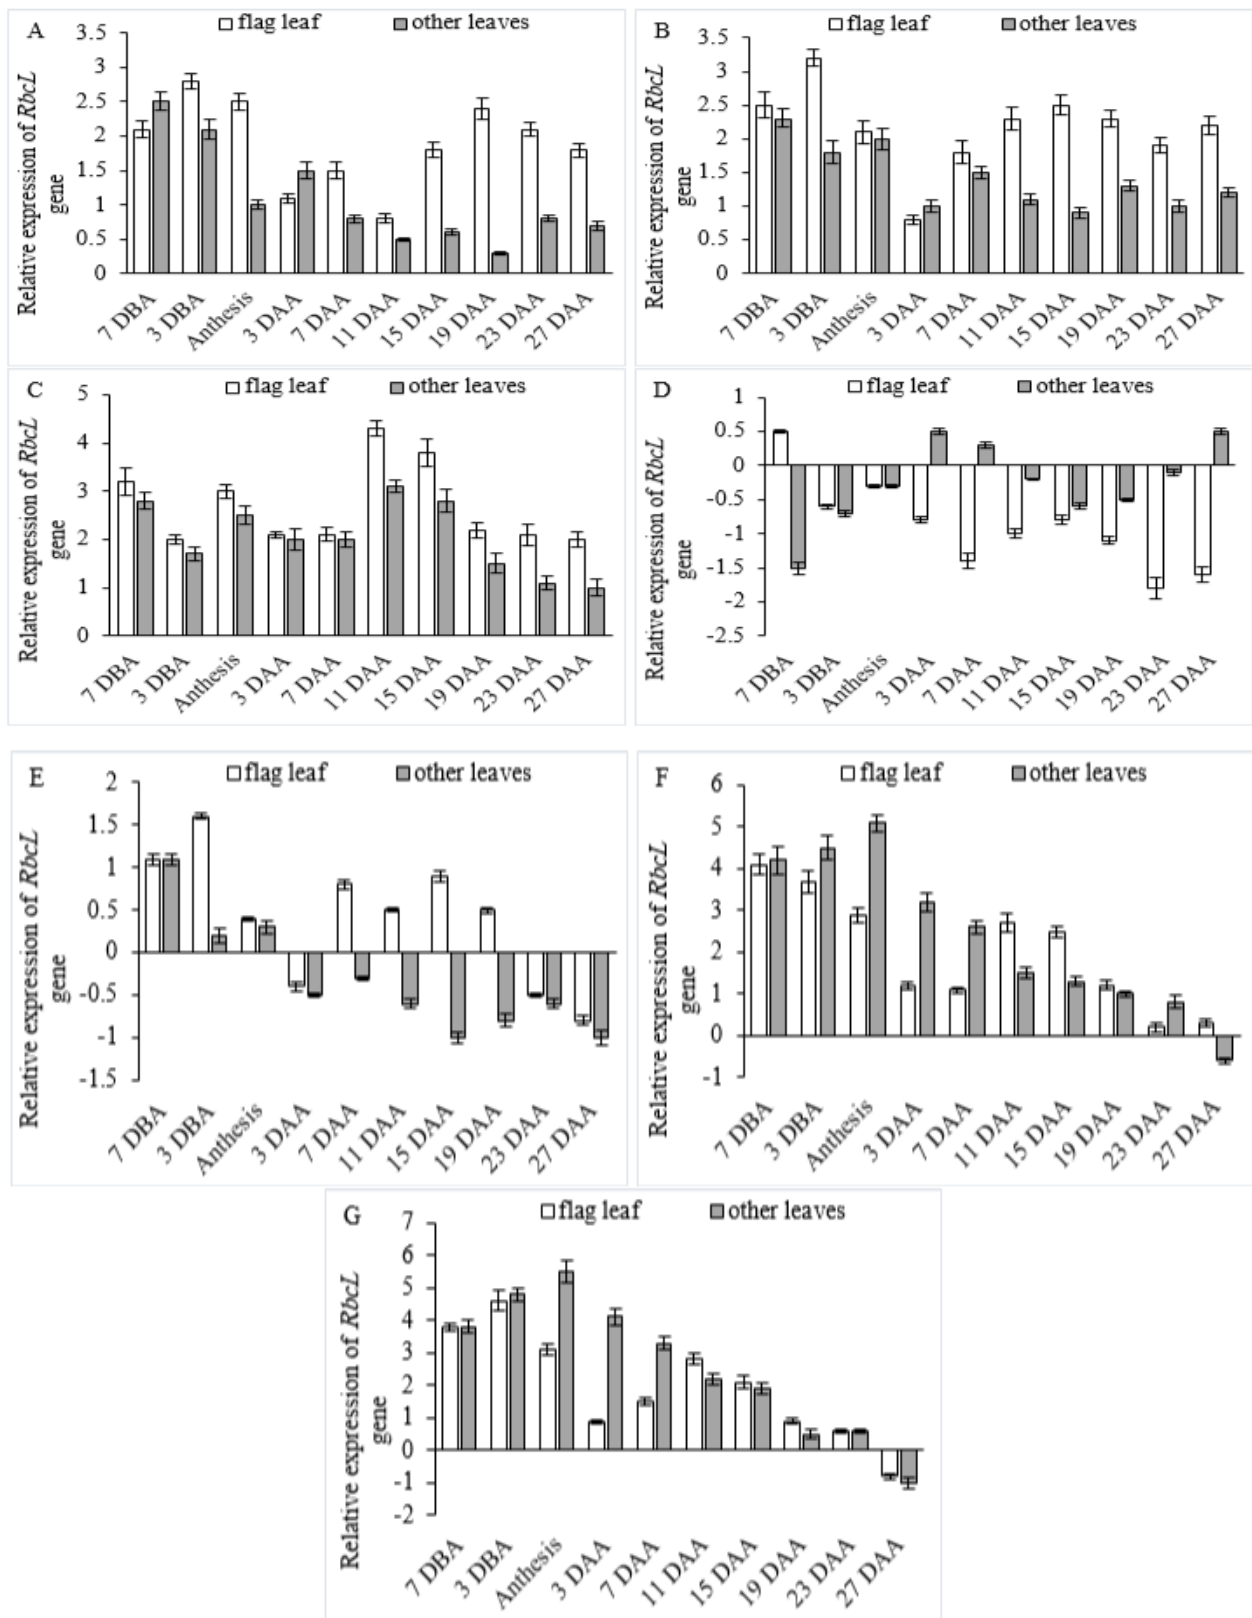 A
flag leaf other leaves
Relative expression of RbcL
gene
3.5
3
2.5
2
1.5
1
0.5
0
7 DBA 3 DBA Anthesis 3 DAA 7 DAA 11 DAA 15 DAA 19 DAA 23 DAA 27 DAA
B
flag leaf other leaves
Relative expression of RbcL
gene
3.5
3
2.5
2
1.5
1
0.5
0
7 DBA 3 DBA Anthesis 3 DAA 7 DAA 11 DAA 15 DAA 19 DAA 23 DAA 27 DAA
C
flag leaf other leaves
Relative expression of RbcL
gene
5
4
3
2
1
0
7 DBA 3 DBA Anthesis 3 DAA 7 DAA 11 DAA 15 DAA 19 DAA 23 DAA 27 DAA
D
flag leaf other leaves
Relative expression of RbcL
gene
1
0.5
0
-0.5
-1
-1.5
-2
-2.5
7 DBA 3 DBA Anthesis 3 DAA 7 DAA 11 DAA 15 DAA 19 DAA 23 DAA 27 DAA
E
flag leaf other leaves
Relative expression of RbcL
gene
2
1.5
1
0.5
0
-0.5
-1
-1.5
7 DBA 3 DBA Anthesis 3 DAA 7 DAA 11 DAA 15 DAA 19 DAA 23 DAA 27 DAA
F
flag leaf other leaves
Relative expression of RbcL
gene
6
5
4
3
2
1
0
-1
7 DBA 3 DBA Anthesis 3 DAA 7 DAA 11 DAA 15 DAA 19 DAA 23 DAA 27 DAA
G
flag leaf other leaves
Relative expression of RbcL
gene
7
6
5
4
3
2
1
0
-1
-2
7 DBA 3 DBA Anthesis 3 DAA 7 DAA 11 DAA 15 DAA 19 DAA 23 DAA 27 DAA